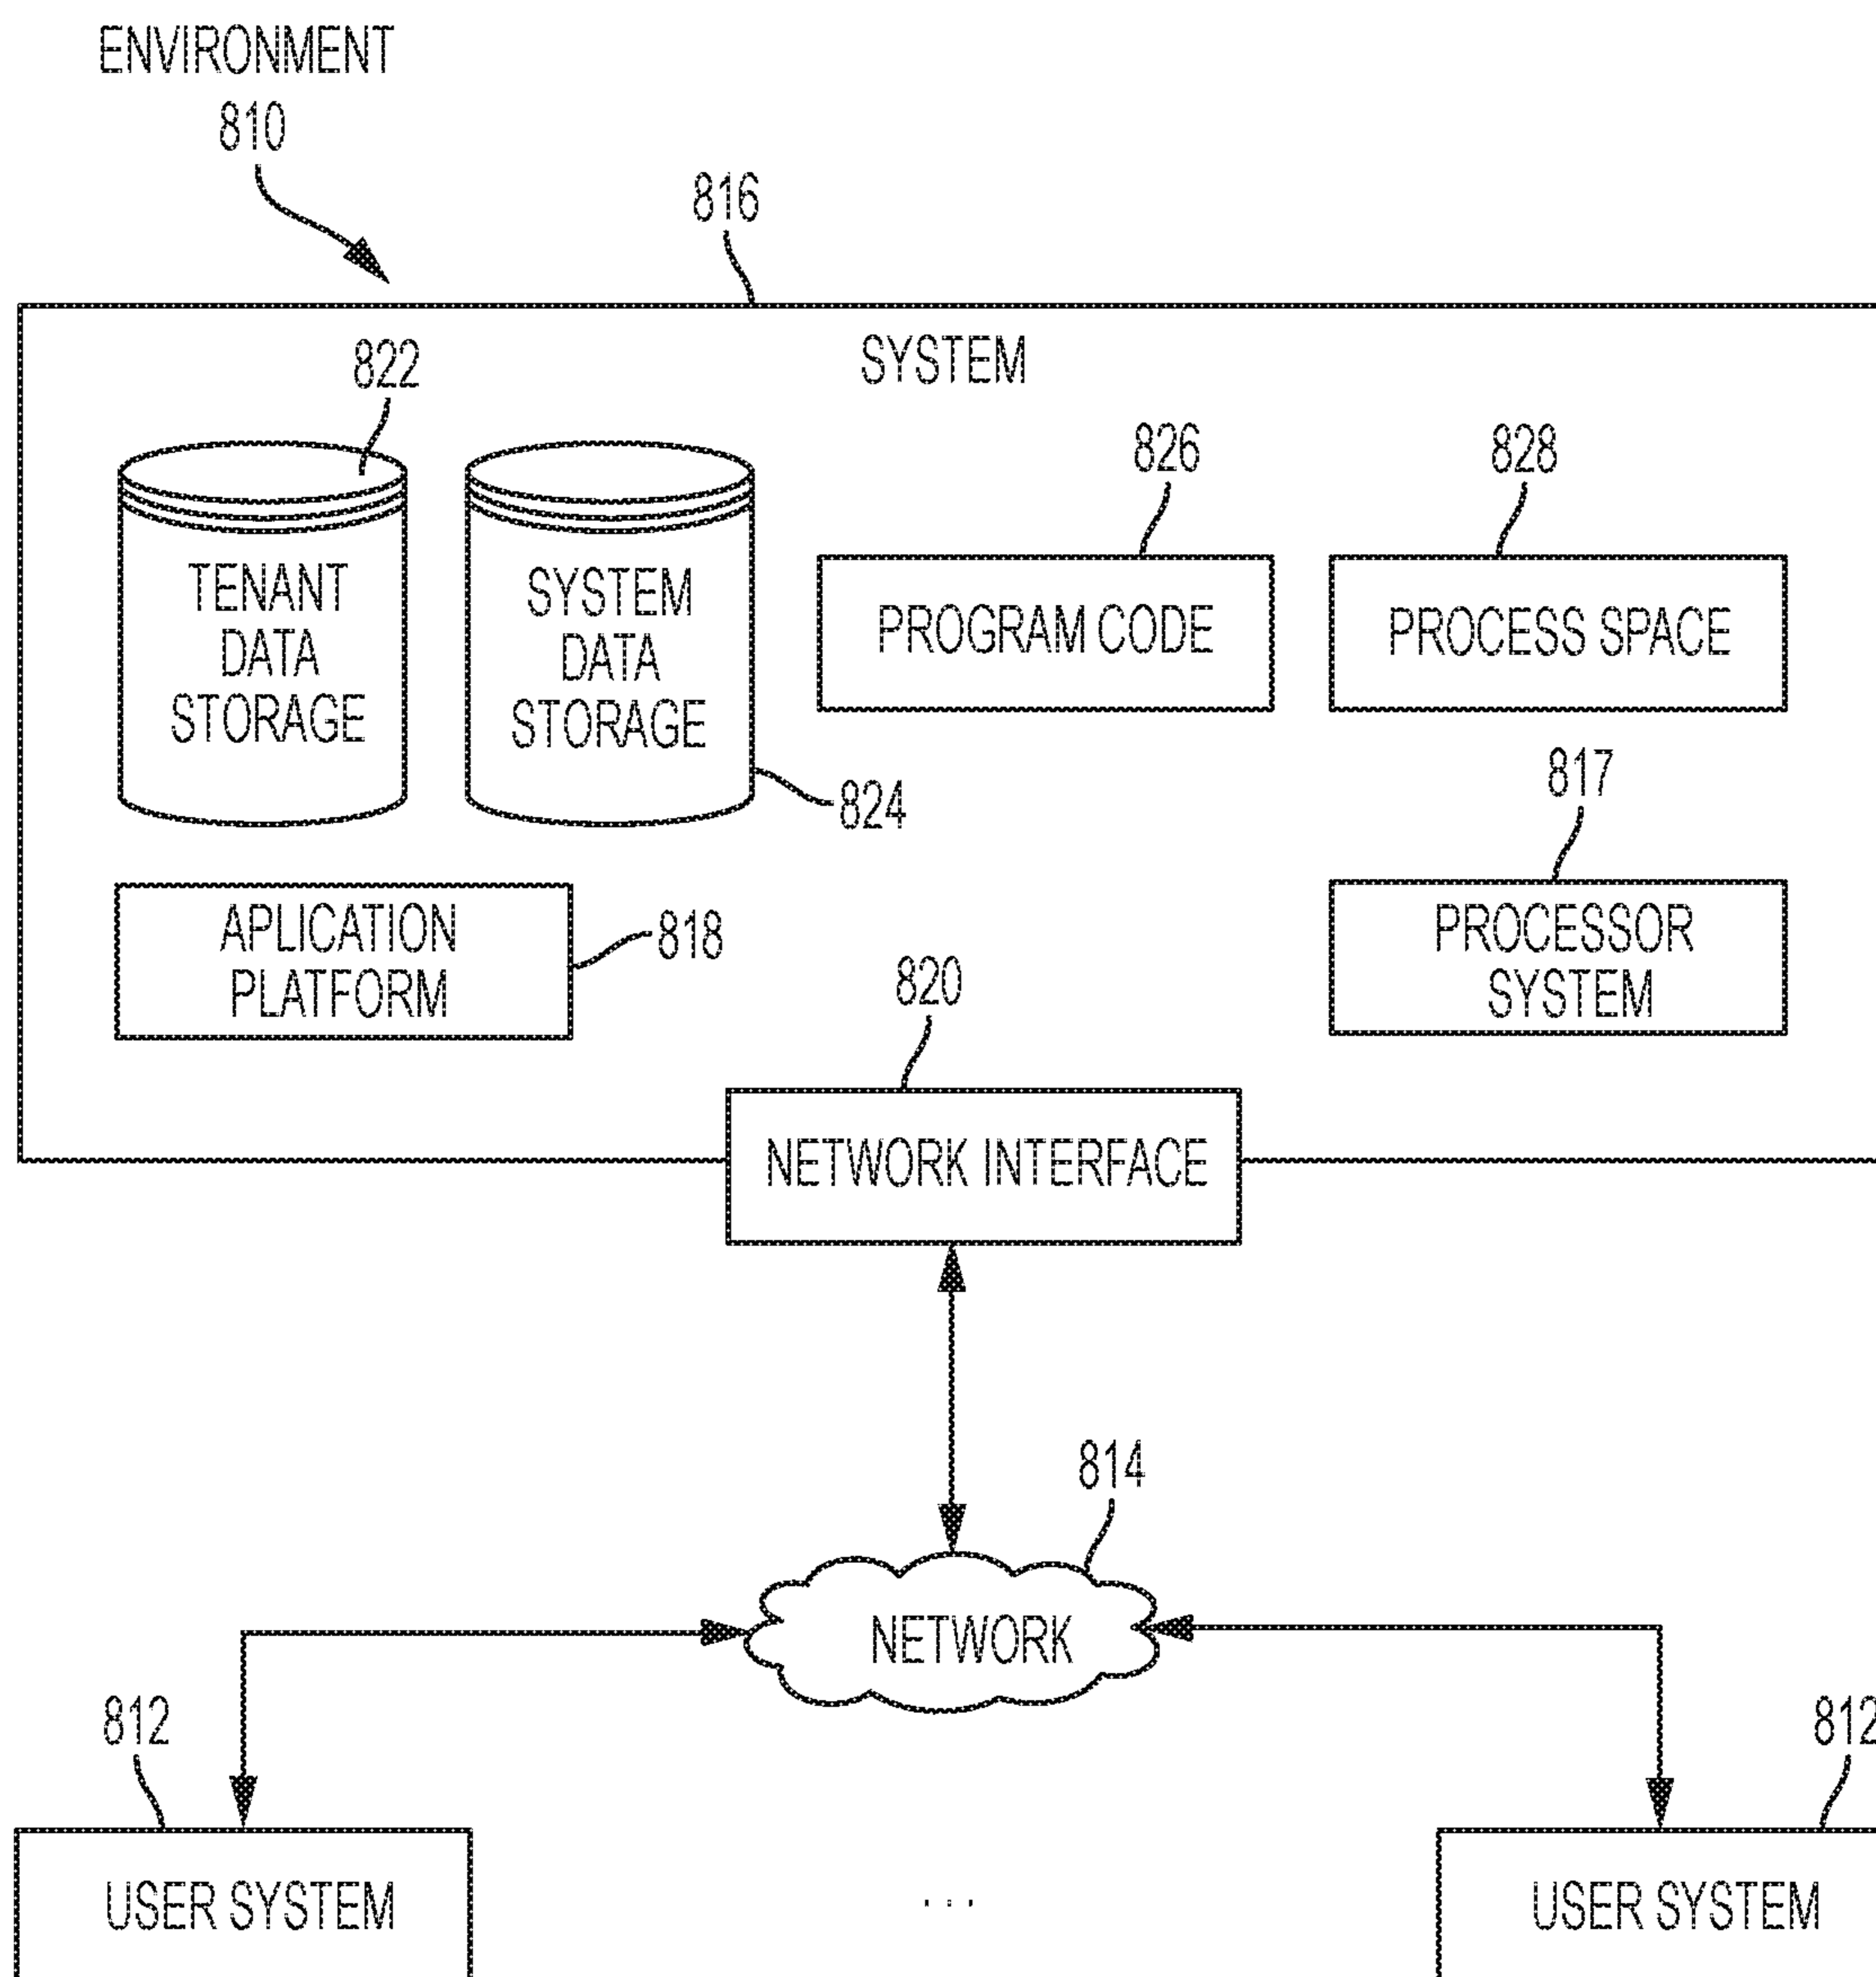 ENVIRONMENT
810
816
SYSTEM
822
826
828
TENANT
DATA
STORAGE
SYSTEM
DATA
STORAGE
PROGRAM CODE
PROCESS SPACE
824
817
APLICATION
PLATFORM
818
PROCESSOR
SYSTEM
820
NETWORK INTERFACE
814
NETWORK
812
812
USER SYSTEM
. . .
USER SYSTEM